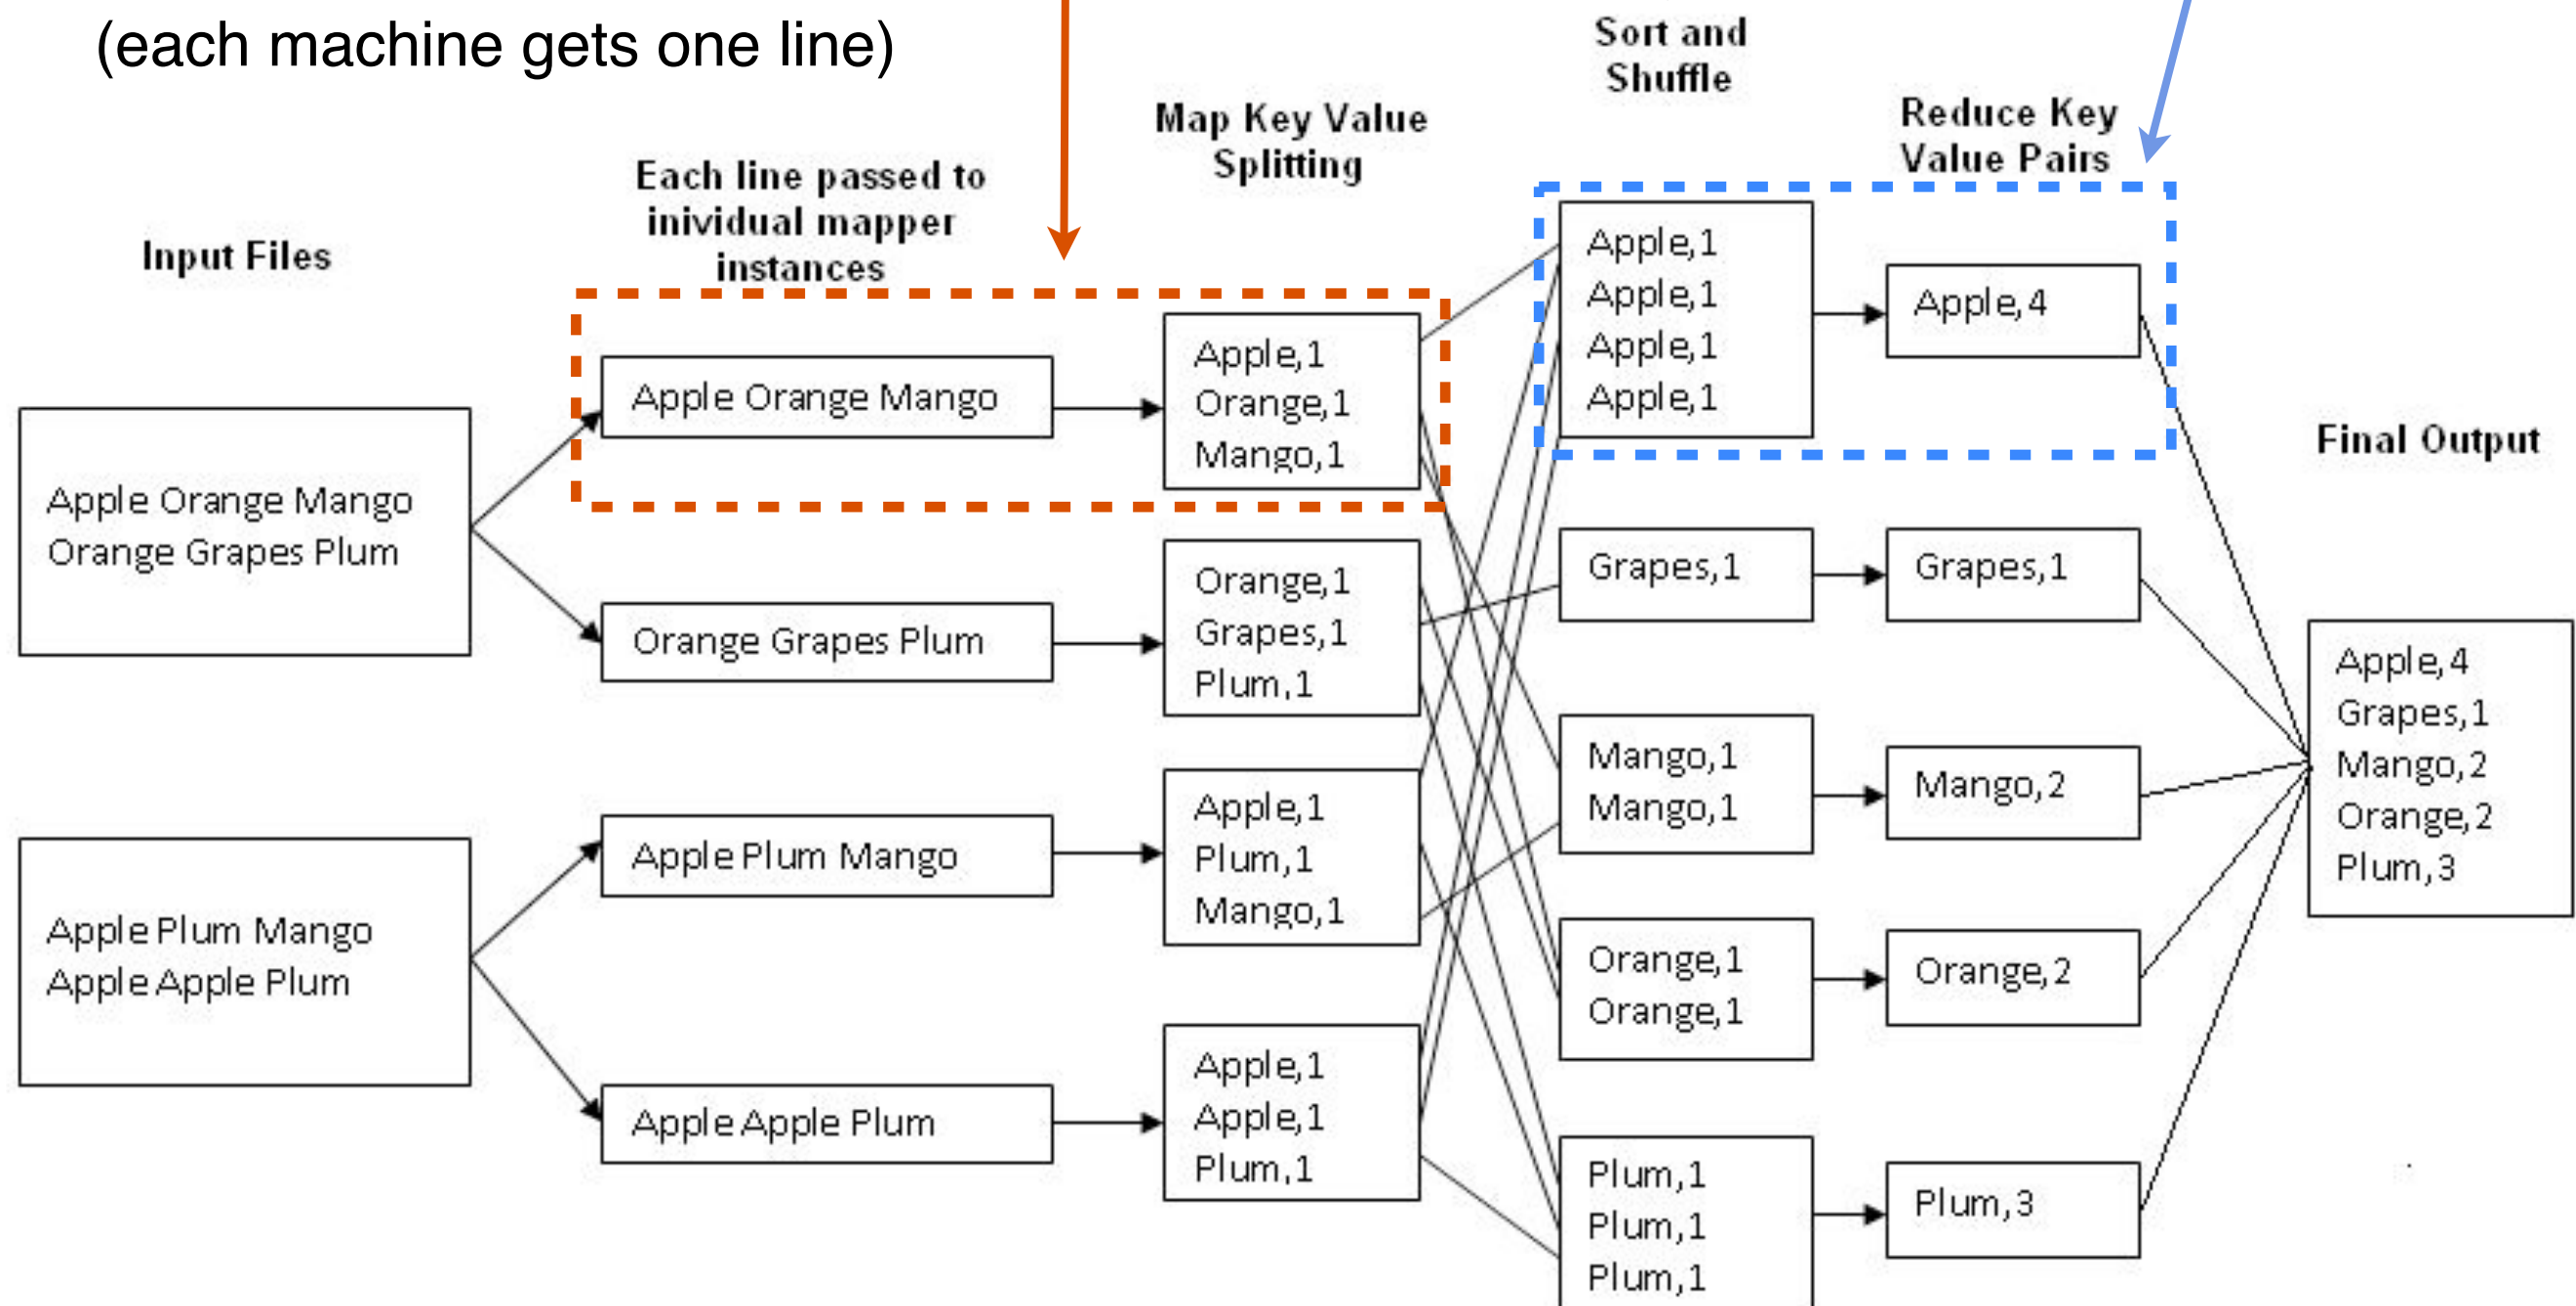 (each machine gets one line)
Input Files
Each line passed to
inividual mapper
instances
Map Key Value
Splitting
Sort and
Shuffle
Reduce Key
Value Pairs
Final Output
Apple Orange Mango
Orange Grapes Plum
Apple Plum Mango
Apple Apple Plum
Apple Orange Mango
Orange Grapes Plum
Apple Plum Mango
Apple Apple Plum
Apple,1
Orange,1
Mango,1
Orange,1
Grapes,1
Plum,1
Apple,1
Plum,1
Mango,1
Apple,1
Apple,1
Plum,1
Apple,1
Apple,1
Apple,1
Apple,1
Grapes,1
Mango,1
Mango,1
Orange,1
Orange,1
Plum,1
Plum,1
Plum,1
Apple,4
Grapes,1
Mango,2
Orange,2
Plum,3
Apple,4
Grapes,1
Mango,2
Orange,2
Plum,3